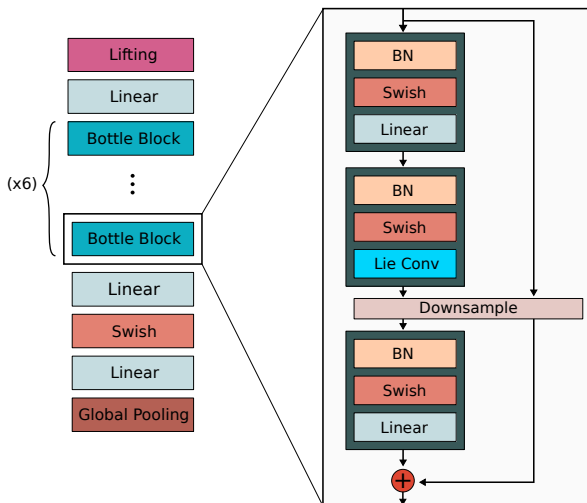 Lifting
Linear
Bottle Block
(x6)
Bottle Block
Linear
Swish
Linear
Global Pooling
BN
Swish
Linear
BN
Swish
Lie Conv
Downsample
BN
Swish
Linear
+